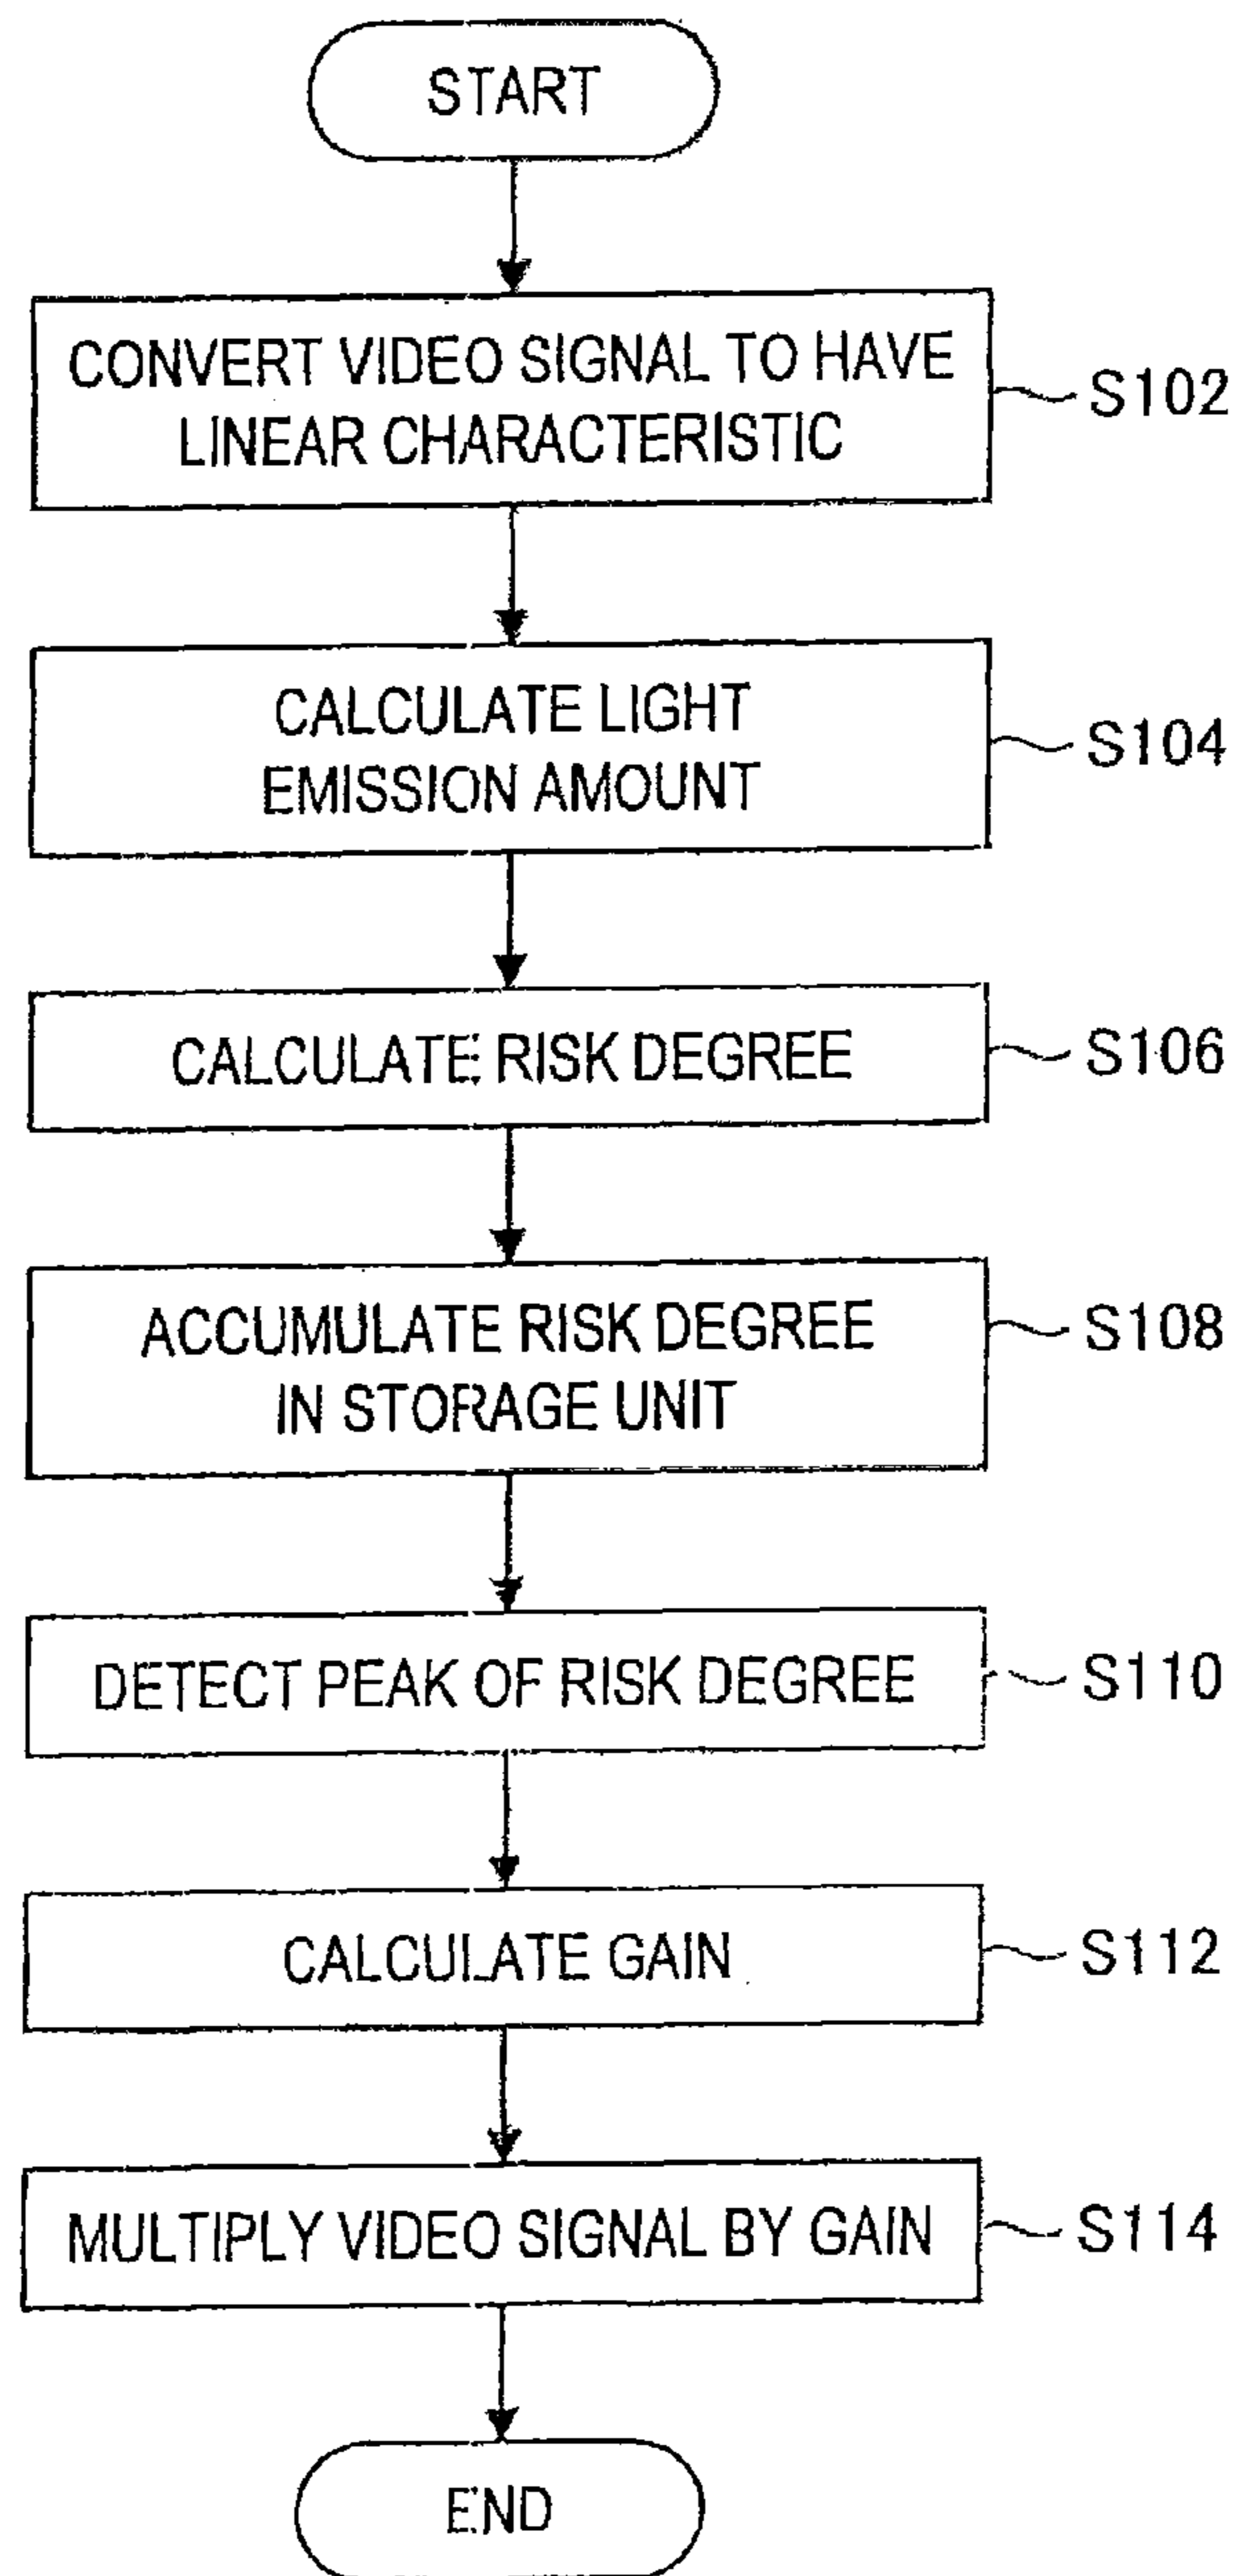 START
CONVERT VIDEO SIGNAL TO HAVE
LINEAR CHARACTERISTIC
S102
CALCULATE LIGHT
EMISSION AMOUNT
S104
CALCULATE RISK DEGREE
S106
ACCUMULATE RISK DEGREE
IN STORAGE UNIT
S108
DETECT PEAK OF RISK DEGREE
S110
CALCULATE GAIN
S112
MULTIPLY VIDEO SIGNAL BY GAIN
S114
END